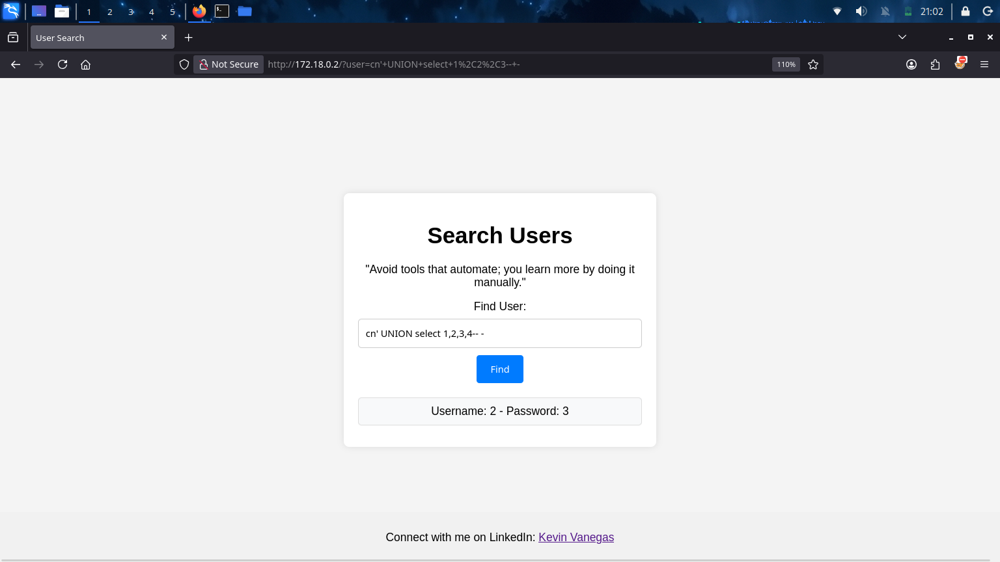 1 2 3 4 5
21:02
User Search
Not Secure
http://172.18.0.2/?user=cn'+UNION+select+1%2C2%2C3--+-
110%
Search Users
"Avoid tools that automate; you learn more by doing it
manually."
Find User:
cn' UNION select 1,2,3,4-- -
Find
Username: 2 - Password: 3
Connect with me on LinkedIn: Kevin Vanegas